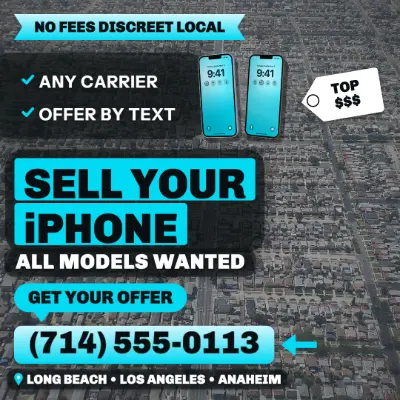 NO FEES DISCREET LOCAL
ANY CARRIER
OFFER BY TEXT
9:41
9:41
TOP
$$$
SELL YOUR
iPHONE
ALL MODELS WANTED
GET YOUR OFFER
(714) 555-0113
LONG BEACH • LOS ANGELES • ANAHEIM